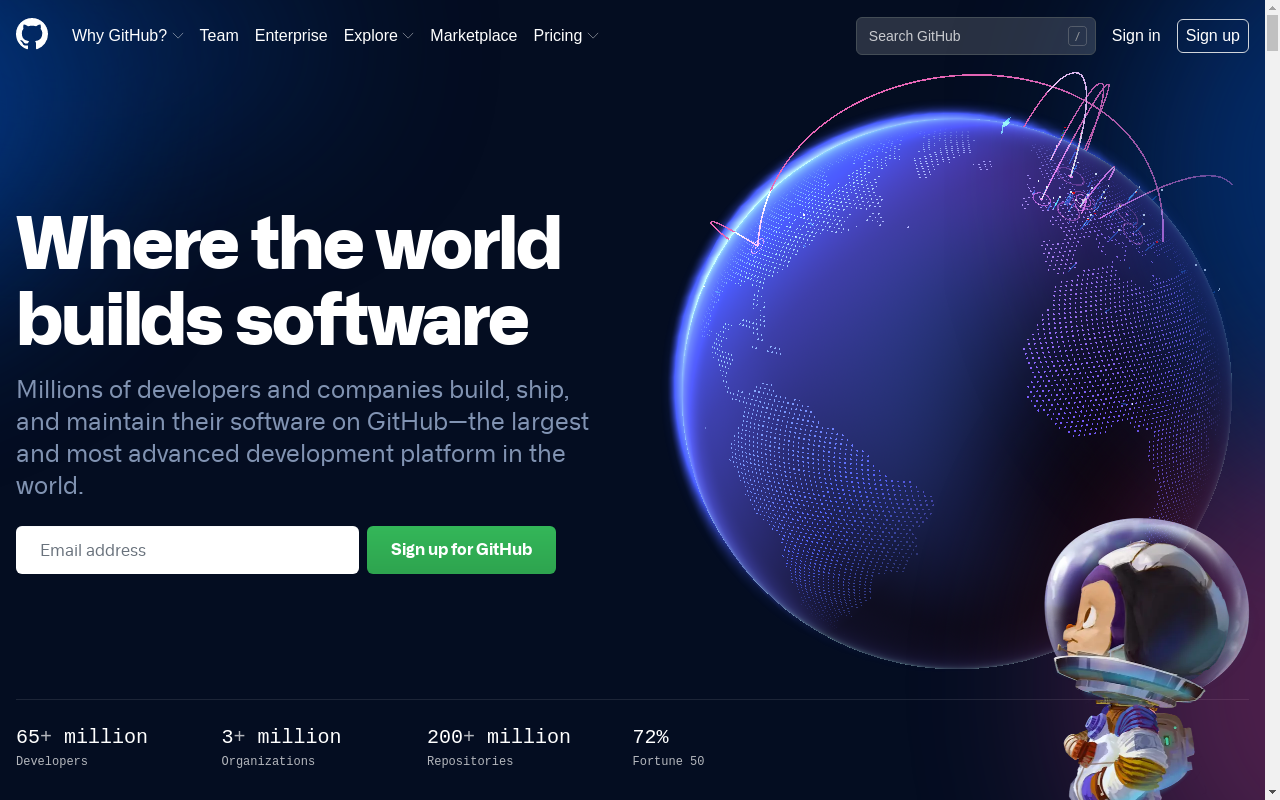 Why GitHub?
Team
Enterprise
Explore
Marketplace
Pricing
Search GitHub
/
Sign in
Sign up
Where the world
builds software
Millions of developers and companies build, ship,
and maintain their software on GitHub—the largest
and most advanced development platform in the
world.
Email address
Sign up for GitHub
65+ million
Developers
3+ million
Organizations
200+ million
Repositories
72%
Fortune 50